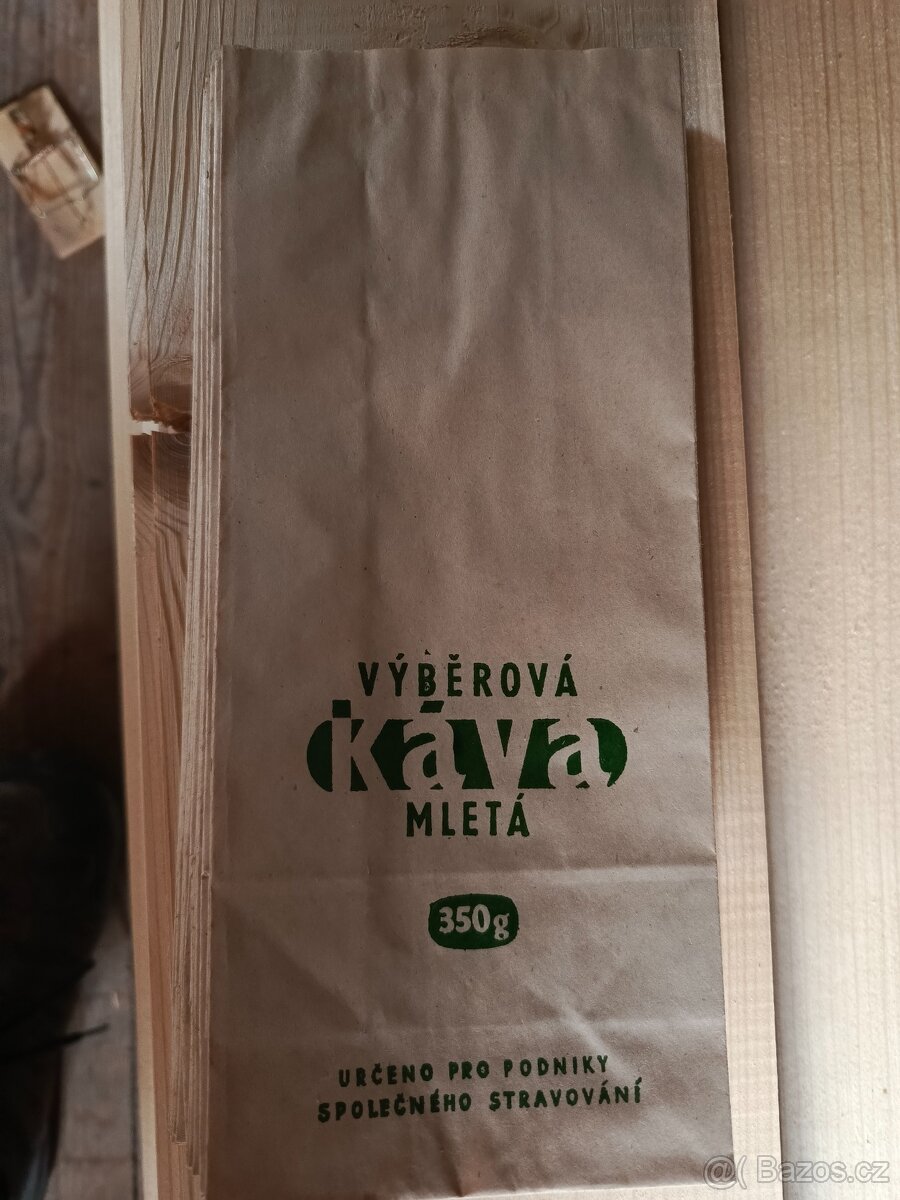 VÝBĚROVÁ
káva
MLETÁ
350g
URČENO PRO PODNIKY
SPOLEČNÉHO STRAVOVÁNÍ
@( Bazos.cz